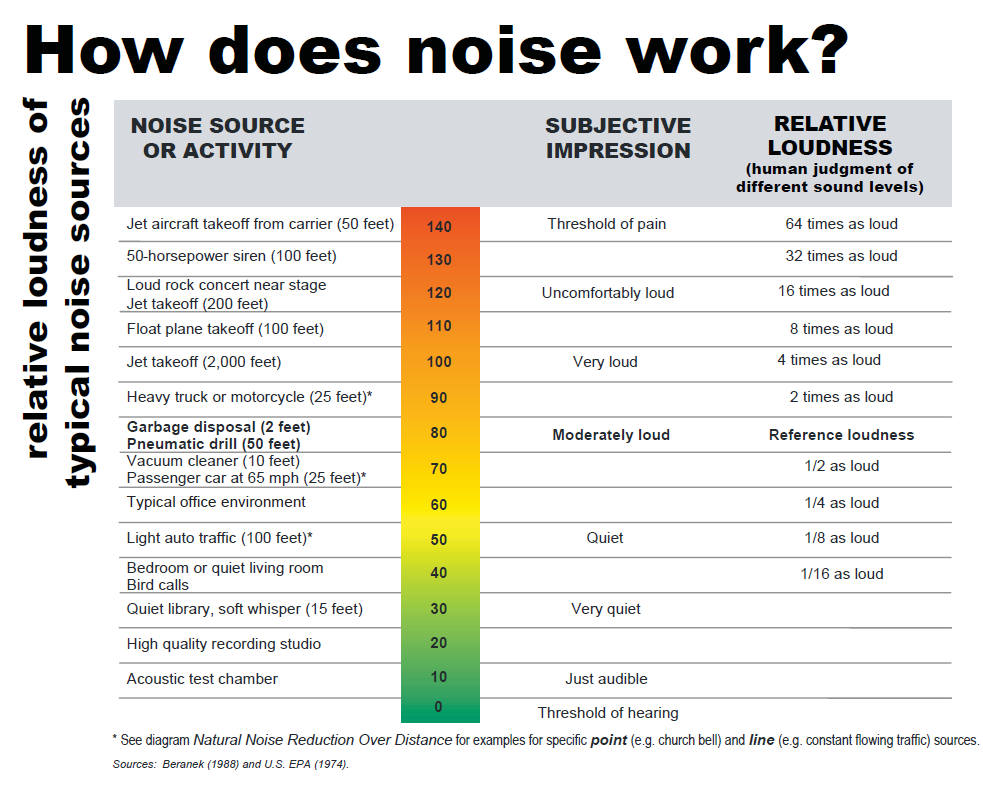 How does noise work?
relative loudness of
typical noise sources
NOISE SOURCE
OR ACTIVITY
SUBJECTIVE
IMPRESSION
RELATIVE
LOUDNESS
(human judgment of
different sound levels)
Jet aircraft takeoff from carrier (50 feet) 140 Threshold of pain 64 times as loud
50-horsepower siren (100 feet) 130 32 times as loud
Loud rock concert near stage
Jet takeoff (200 feet) 120 Uncomfortably loud 16 times as loud
Float plane takeoff (100 feet) 110 8 times as loud
Jet takeoff (2,000 feet) 100 Very loud 4 times as loud
Heavy truck or motorcycle (25 feet)* 90 2 times as loud
Garbage disposal (2 feet)
Pneumatic drill (50 feet) 80 Moderately loud Reference loudness
Vacuum cleaner (10 feet)
Passenger car at 65 mph (25 feet)* 70 1/2 as loud
Typical office environment 60 1/4 as loud
Light auto traffic (100 feet)* 50 Quiet 1/8 as loud
Bedroom or quiet living room
Bird calls 40 1/16 as loud
Quiet library, soft whisper (15 feet) 30 Very quiet
High quality recording studio 20
Acoustic test chamber 10 Just audible
0 Threshold of hearing
* See diagram Natural Noise Reduction Over Distance for examples for specific point (e.g. church bell) and line (e.g. constant flowing traffic) sources.
Sources: Beranek (1988) and U.S. EPA (1974).